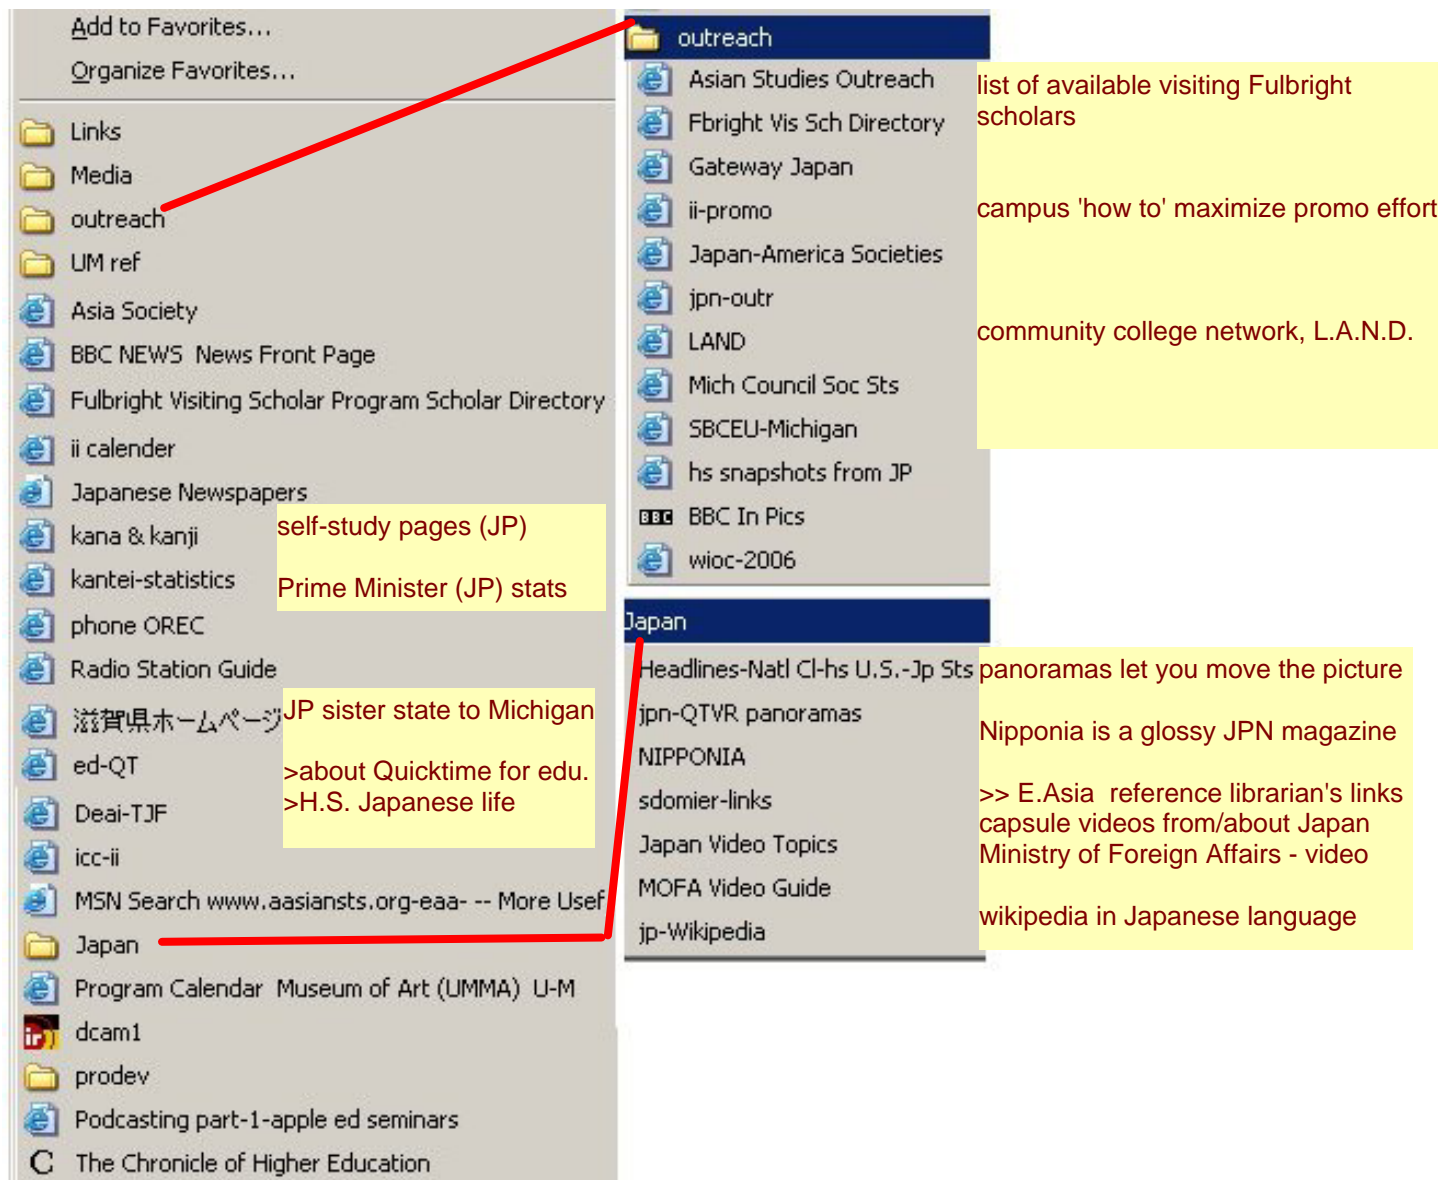 Add to Favorites...
Organize Favorites...
Links
Media
outreach
UM ref
Asia Society
BBC NEWS  News Front Page
Fulbright Visiting Scholar Program Scholar Directory
ii calender
Japanese Newspapers
kana & kanji
self-study pages (JP)
kantei-statistics
Prime Minister (JP) stats
phone OREC
Radio Station Guide
滋賀県ホームページ
JP sister state to Michigan
ed-QT
>about Quicktime for edu.
Deai-TJF
>H.S. Japanese life
icc-ii
MSN Search www.aasiansts.org-eaa- -- More Usef
Japan
Program Calendar  Museum of Art (UMMA)  U-M
dcam1
prodev
Podcasting part-1-apple ed seminars
C The Chronicle of Higher Education
outreach
Asian Studies Outreach
list of available visiting Fulbright
scholars
Fbright Vis Sch Directory
Gateway Japan
ii-promo
campus 'how to' maximize promo effort
Japan-America Societies
jpn-outr
LAND
community college network, L.A.N.D.
Mich Council Soc Sts
SBCEU-Michigan
hs snapshots from JP
BBC BBC In Pics
wioc-2006
Japan
Headlines-Natl Cl-hs U.S.-Jp Sts
panoramas let you move the picture
jpn-QTVR panoramas
Nipponia is a glossy JPN magazine
NIPPONIA
sdomier-links
>> E.Asia  reference librarian's links
Japan Video Topics
capsule videos from/about Japan
Ministry of Foreign Affairs - video
MOFA Video Guide
jp-Wikipedia
wikipedia in Japanese language